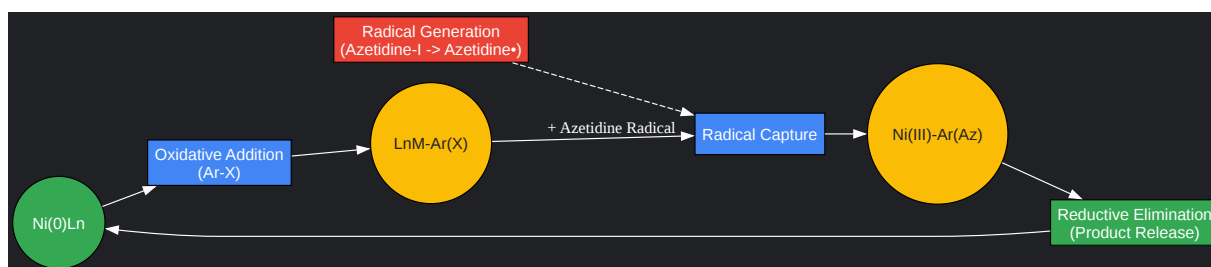 Radical Generation
(Azetidine-I -> Azetidine•)
Ni(0)Ln
Oxidative Addition
(Ar-X)
LnM-Ar(X)
+ Azetidine Radical
Radical Capture
Ni(III)-Ar(Az)
Reductive Elimination
(Product Release)